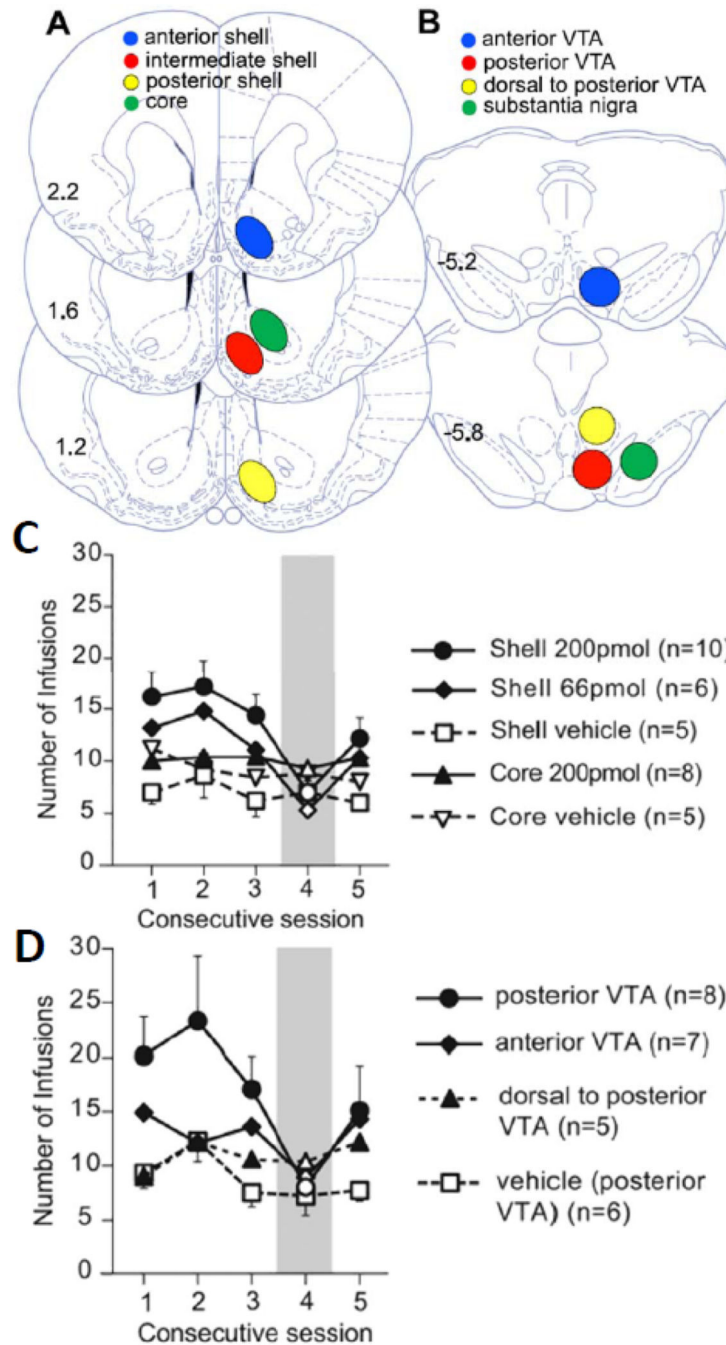 A
anterior shell
intermediate shell
posterior shell
core
2.2
1.6
1.2
B
anterior VTA
posterior VTA
dorsal to posterior VTA
substantia nigra
-5.2
-5.8
C
30
25
20
15
10
5
0
Number of Infusions
1 2 3 4 5
Consecutive session
Shell 200pmol (n=10)
Shell 66pmol (n=6)
Shell vehicle (n=5)
Core 200pmol (n=8)
Core vehicle (n=5)
D
30
25
20
15
10
5
0
Number of Infusions
1 2 3 4 5
Consecutive session
posterior VTA (n=8)
anterior VTA (n=7)
dorsal to posterior
VTA (n=5)
vehicle (posterior
VTA) (n=6)